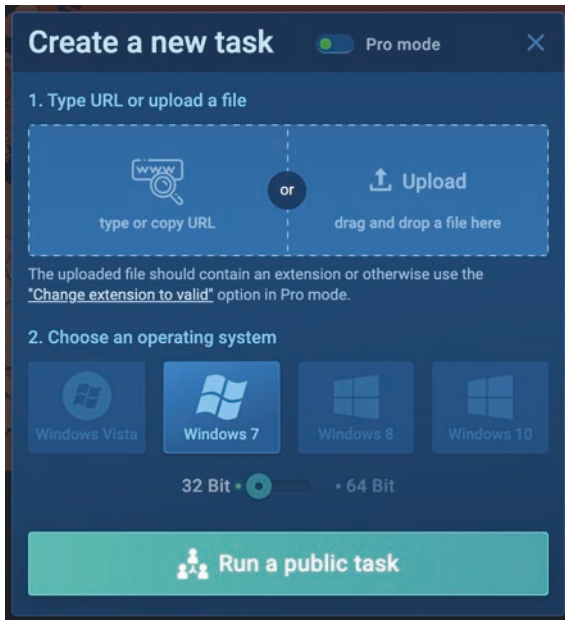 Create a new task
Pro mode
1. Type URL or upload a file
www
type or copy URL
or
Upload
drag and drop a file here
The uploaded file should contain an extension or otherwise use the
"Change extension to valid" option in Pro mode.
2. Choose an operating system
Windows Vista
Windows 7
Windows 8
Windows 10
32 Bit
64 Bit
Run a public task